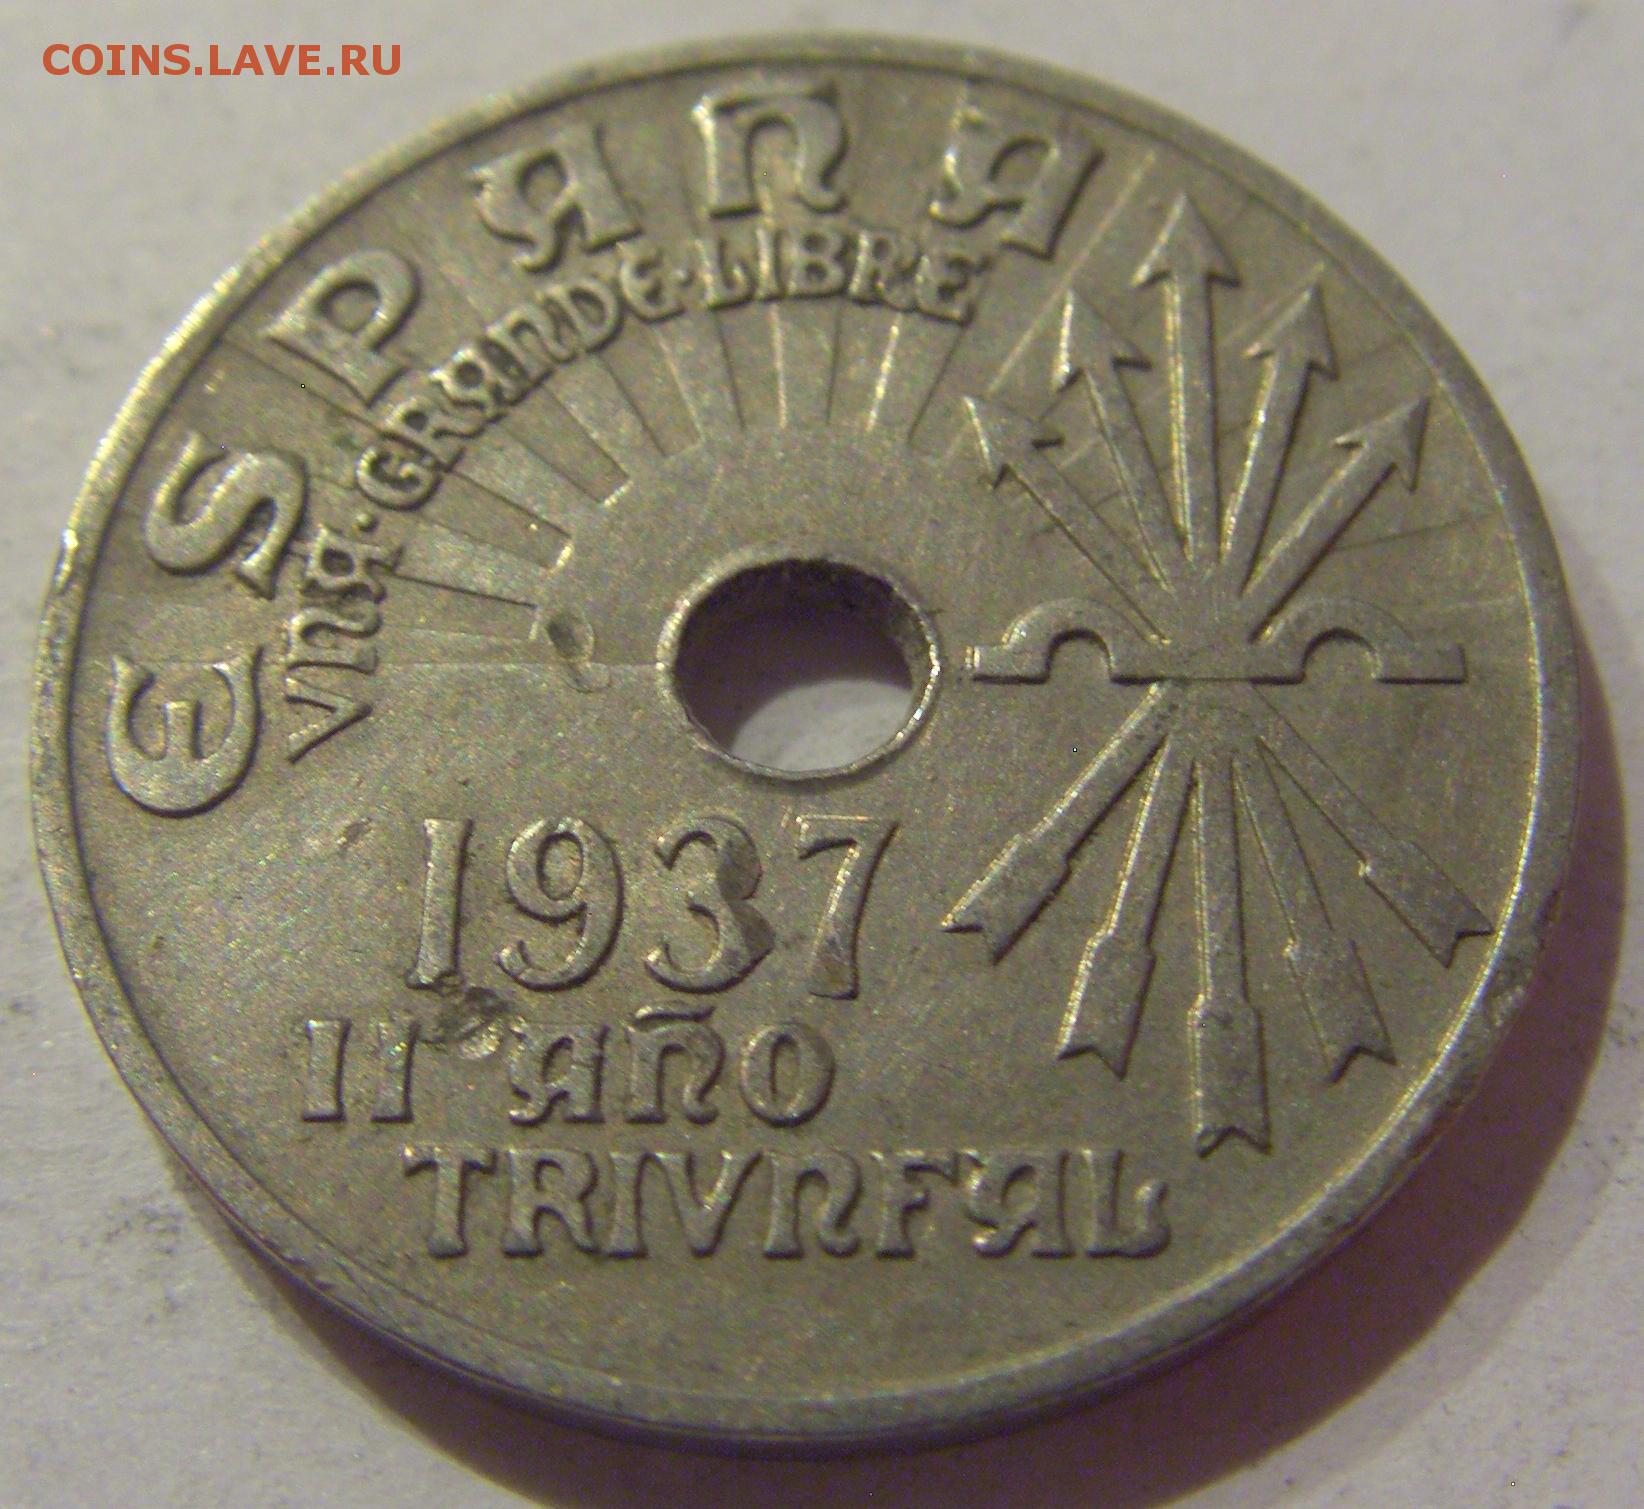 COINS.LAVE.RU
ESPAÑA
VNA·GRANDE·LIBRE
1937
II AÑO
TRIVNFAL